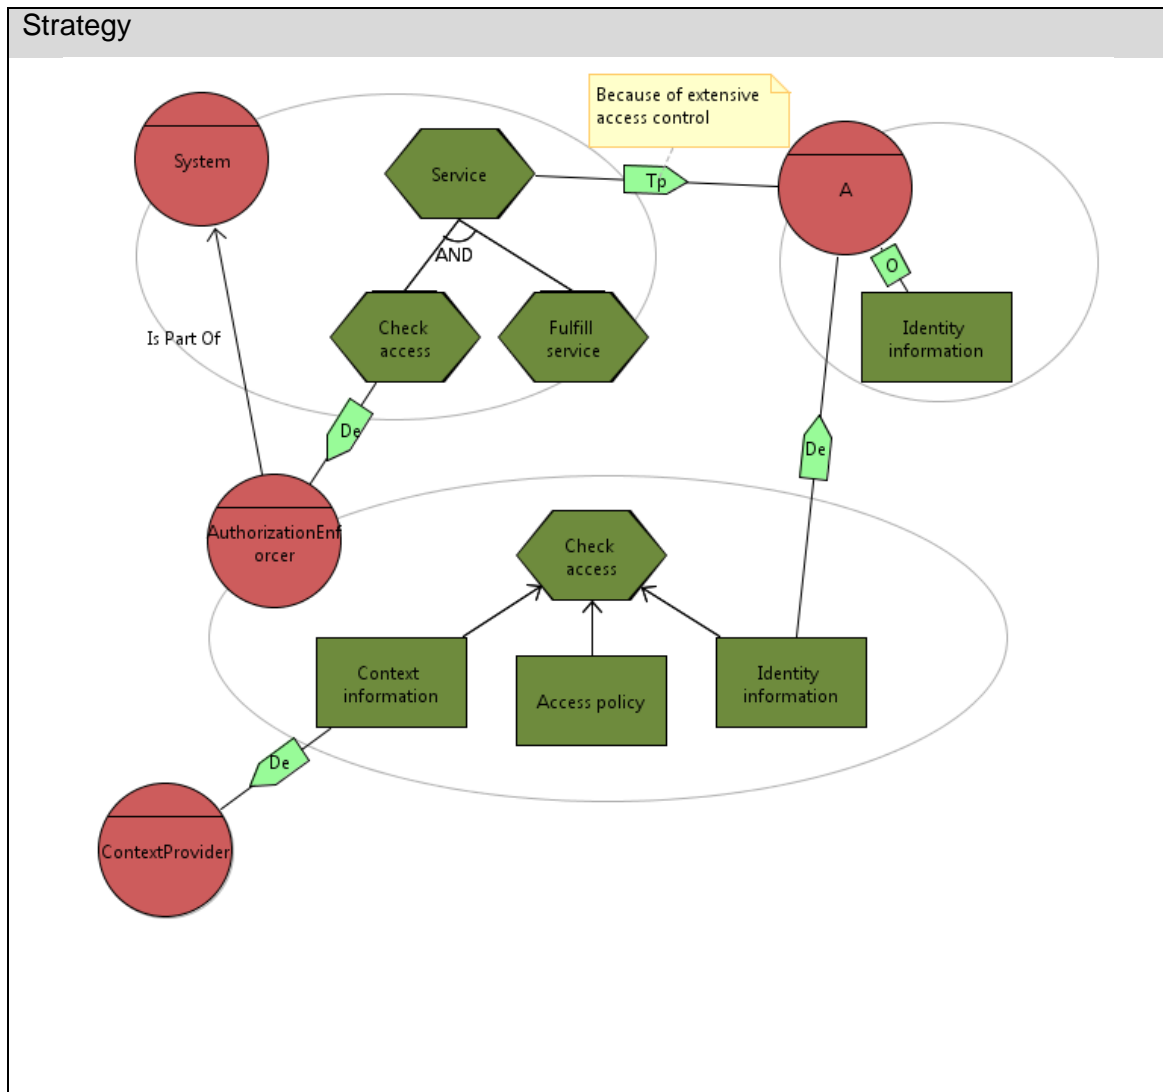 Strategy
Because of extensive
access control
System
Service
Tp
A
AND
O
Check
access
Fulfill
service
Identity
information
Is Part Of
De
De
AuthorizationEnf
orcer
Check
access
Context
information
Access policy
Identity
information
De
ContextProvider